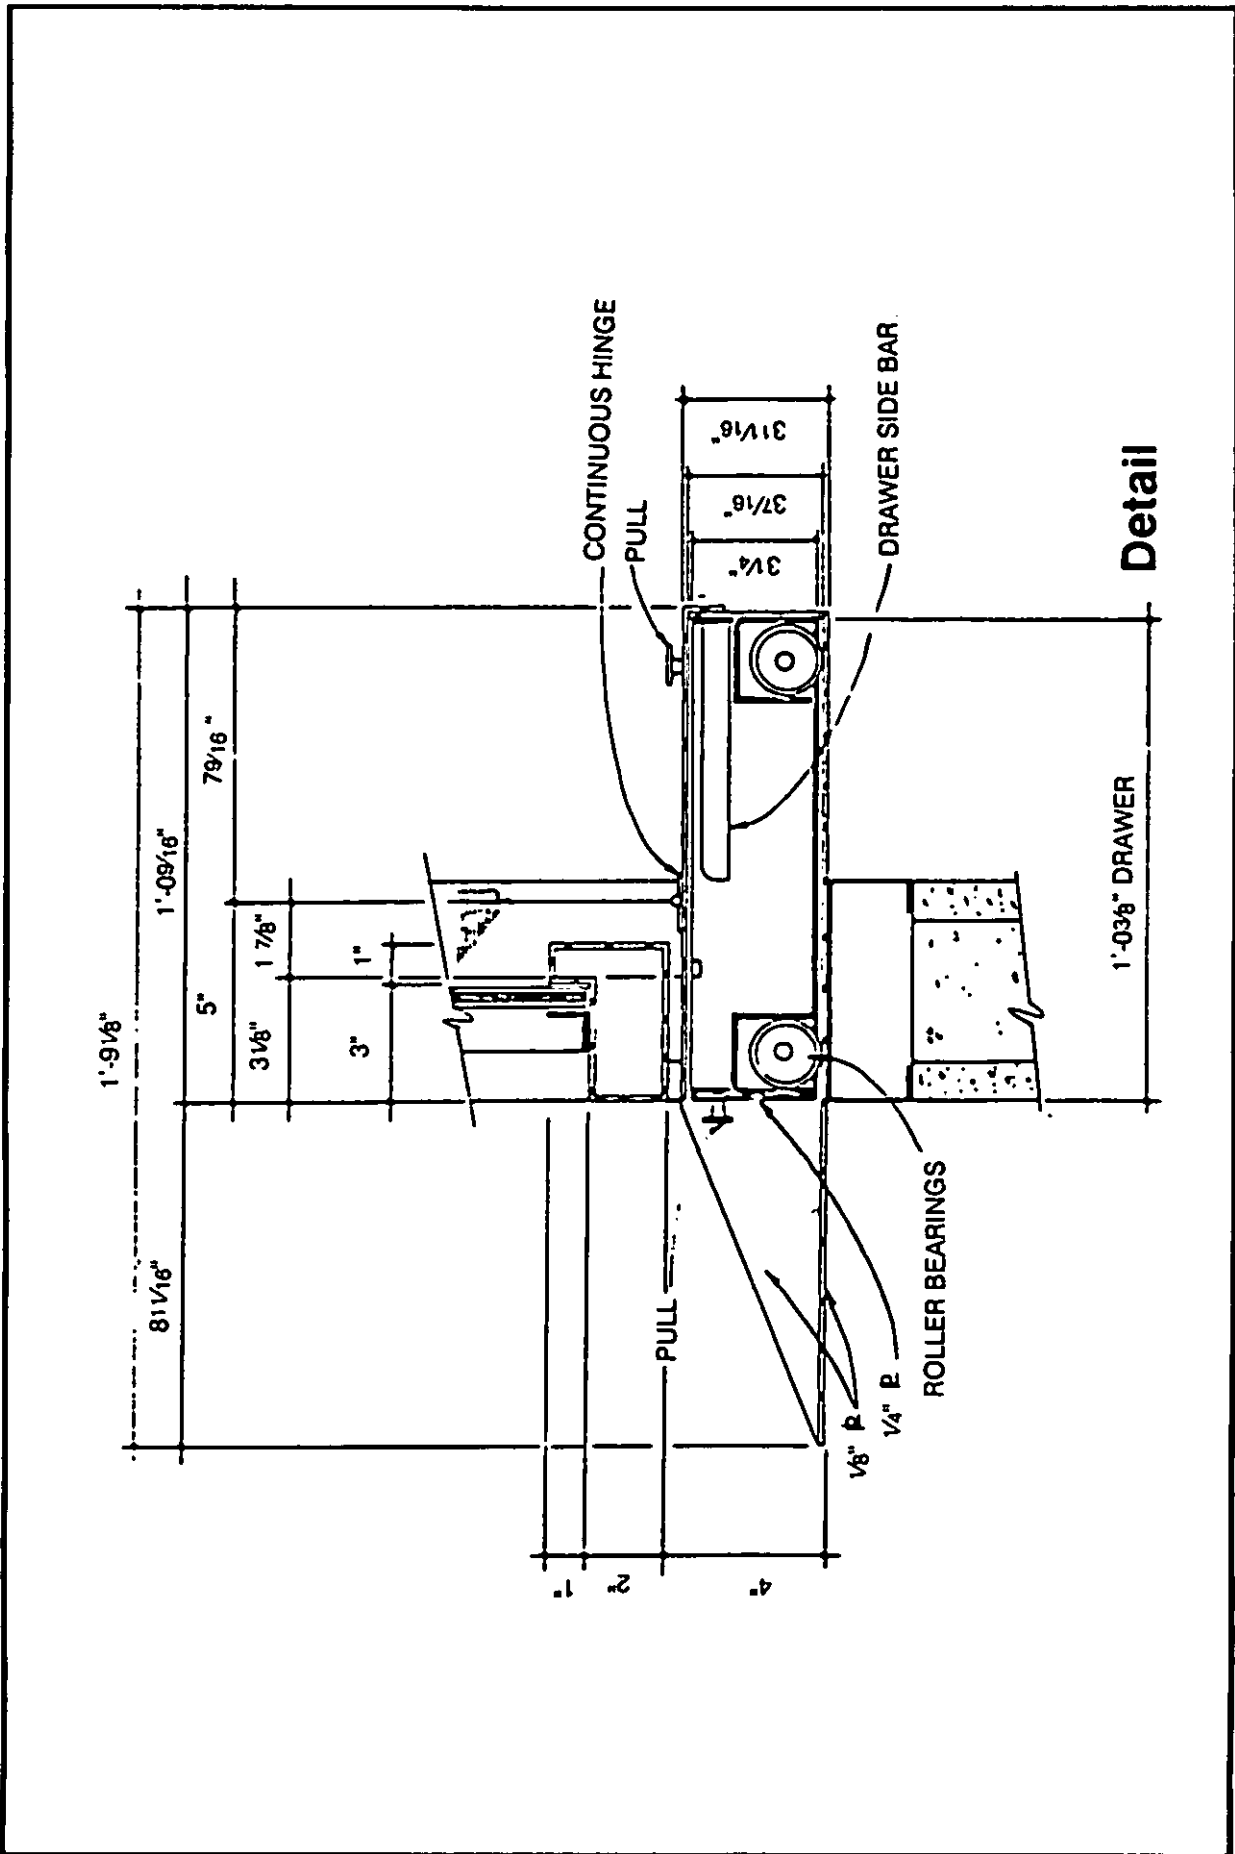 1'-9 1/8"
8 11/16"
1'-0 9/16"
5"
7 9/16"
3 1/8"
1 7/8"
3"
1"
CONTINUOUS HINGE
PULL
3 11/16"
3 7/16"
3 1/4"
DRAWER SIDE BAR
1"
2"
4"
PULL
1/8"
1/4"
ROLLER BEARINGS
1'-0 3/8" DRAWER
Detail